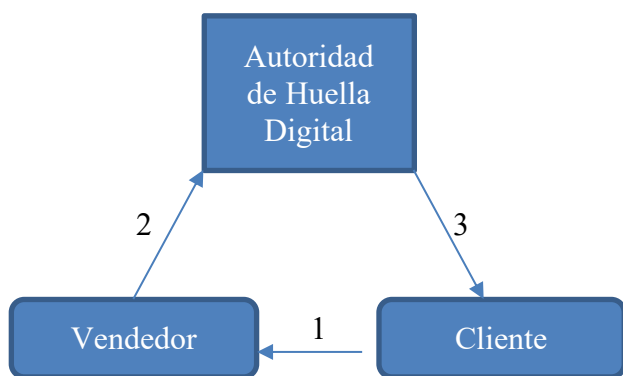 Autoridad
de Huella
Digital
2
3
Vendedor
1
Cliente